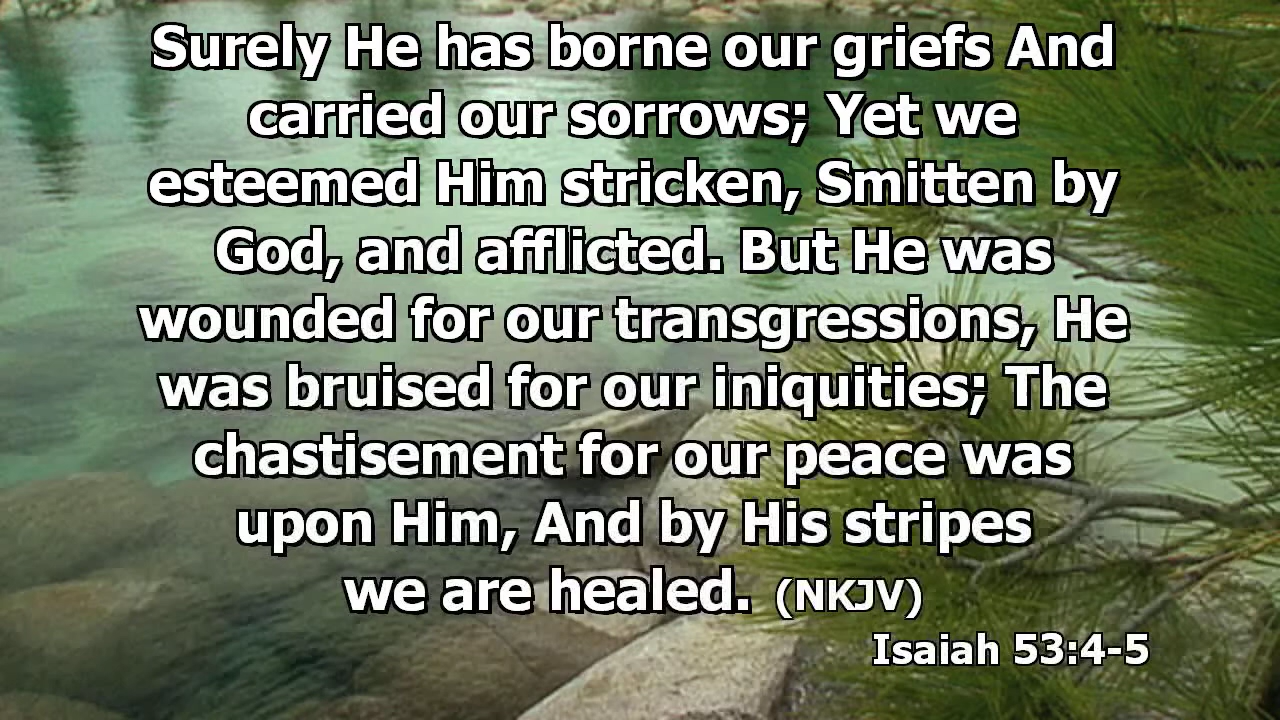 Surely He has borne our griefs And
carried our sorrows; Yet we
esteemed Him stricken, Smitten by
God, and afflicted. But He was
wounded for our transgressions, He
was bruised for our iniquities; The
chastisement for our peace was
upon Him, And by His stripes
we are healed. (NKJV)
Isaiah 53:4-5